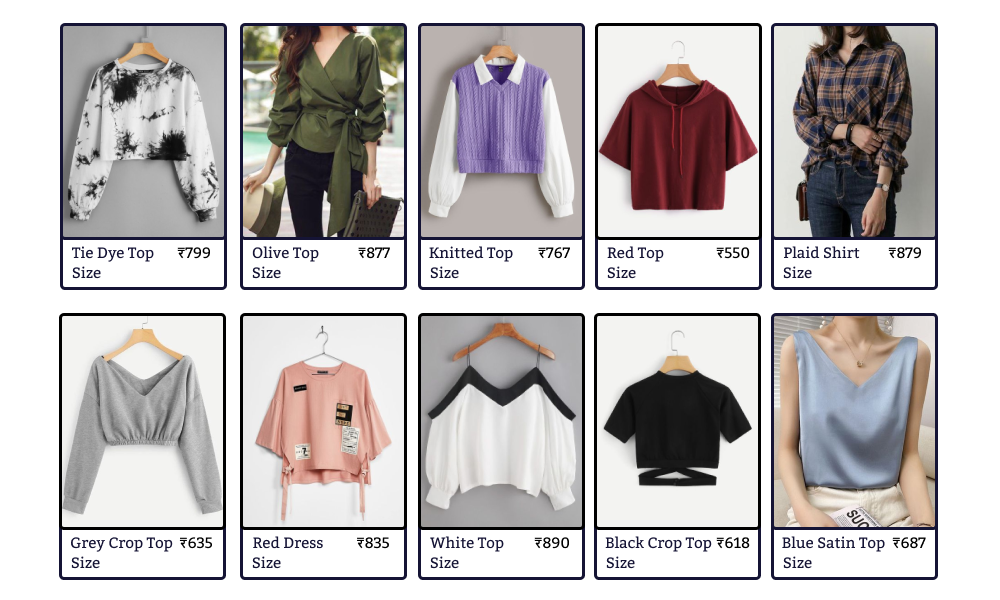 Tie Dye Top ₹799
Size
Olive Top ₹877
Size
Knitted Top ₹767
Size
Red Top ₹550
Size
Plaid Shirt ₹879
Size
Grey Crop Top ₹635
Size
Red Dress ₹835
Size
White Top ₹890
Size
Black Crop Top ₹618
Size
SUC
Blue Satin Top ₹687
Size